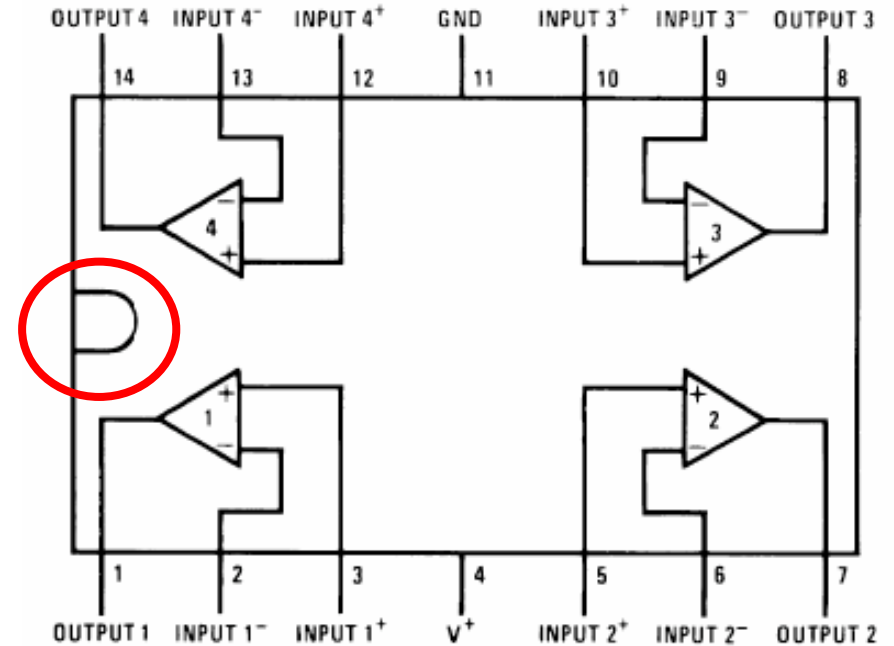 OUTPUT 4 INPUT 4⁻ INPUT 4⁺ GND INPUT 3⁺ INPUT 3⁻ OUTPUT 3
14 13 12 11 10 9 8
− −
4 3
+ +
+ +
1 2
− −
1 2 3 4 5 6 7
OUTPUT 1 INPUT 1⁻ INPUT 1⁺ V⁺ INPUT 2⁺ INPUT 2⁻ OUTPUT 2